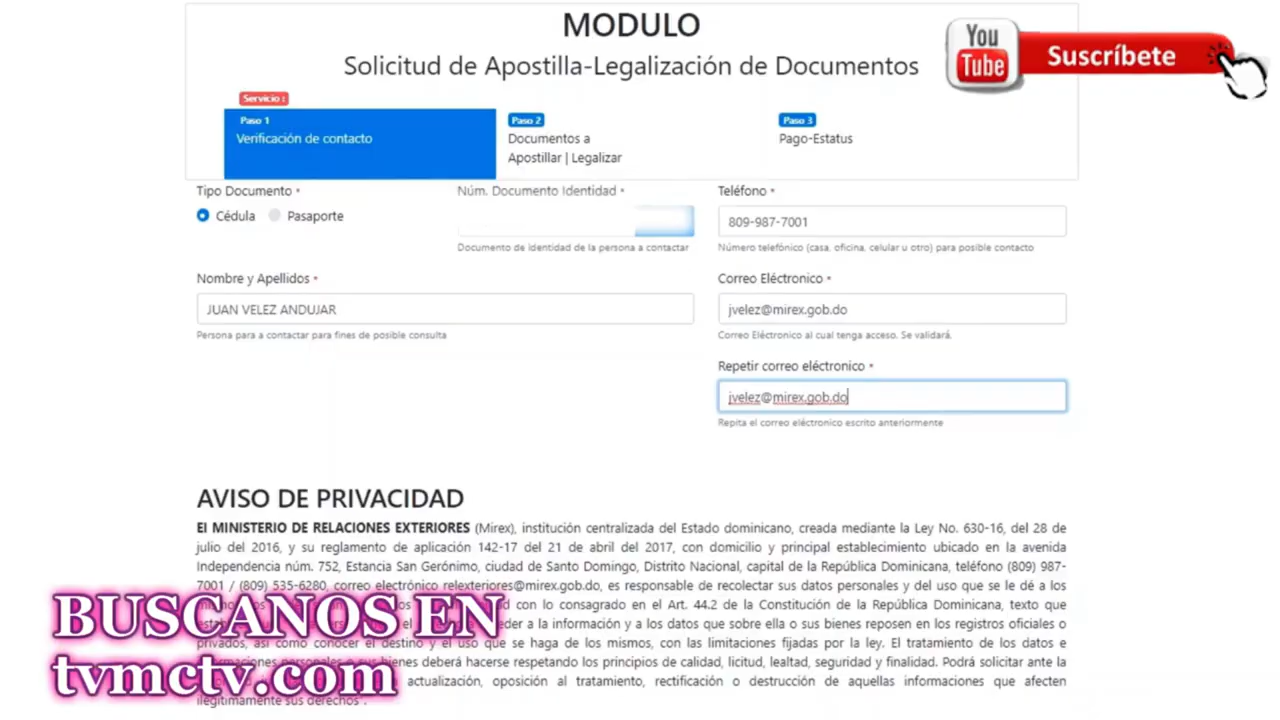 MODULO
Solicitud de Apostilla-Legalización de Documentos
You
Tube
Suscríbete
Servicio :
Paso 1
Verificación de contacto
Paso 2
Documentos a
Apostillar | Legalizar
Paso 3
Pago-Estatus
Tipo Documento *
Cédula
Pasaporte
Núm. Documento Identidad *
Documento de identidad de la persona a contactar
Teléfono *
809-987-7001
Número telefónico (casa, oficina, celular u otro) para posible contacto
Nombre y Apellidos *
JUAN VELEZ ANDUJAR
Persona para a contactar para fines de posible consulta
Correo Eléctronico *
jvelez@mirex.gob.do
Correo Eléctronico al cual tenga acceso. Se validará.
Repetir correo eléctronico *
jvelez@mirex.gob.do
Repita el correo eléctronico escrito anteriormente
AVISO DE PRIVACIDAD
El MINISTERIO DE RELACIONES EXTERIORES (Mirex), institución centralizada del Estado dominicano, creada mediante la Ley No. 630-16, del 28 de
julio del 2016, y su reglamento de aplicación 142-17 del 21 de abril del 2017, con domicilio y principal establecimiento ubicado en la avenida
Independencia núm. 752, Estancia San Gerónimo, ciudad de Santo Domingo, Distrito Nacional, capital de la República Dominicana, teléfono (809) 987-
7001 / (809) 535-6280, correo electrónico relexteriores@mirex.gob.do, es responsable de recolectar sus datos personales y del uso que se le dé a los
con lo consagrado en el Art. 44.2 de la Constitución de la República Dominicana, texto que
a la información y a los datos que sobre ella o sus bienes reposen en los registros oficiales o
privados, así como conocer el destino y el uso que se haga de los mismos, con las limitaciones fijadas por la ley. El tratamiento de los datos e
personales o sus bienes deberá hacerse respetando los principios de calidad, licitud, lealtad, seguridad y finalidad. Podrá solicitar ante la
actualización, oposición al tratamiento, rectificación o destrucción de aquellas informaciones que afecten
ilegítimamente sus derechos".
BUSCANOS EN
tvmctv.com